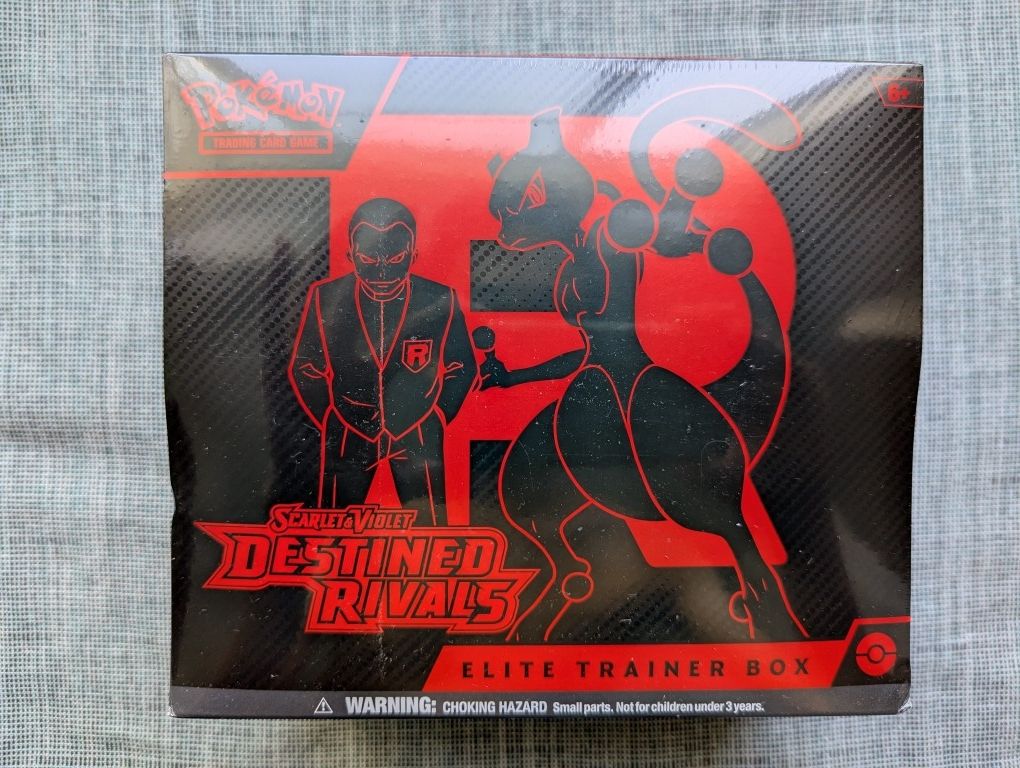 POKÉMON
TRADING CARD GAME
6+
R
R
SCARLET & VIOLET
DESTINED
RIVALS
ELITE TRAINER BOX
WARNING: CHOKING HAZARD Small parts. Not for children under 3 years.